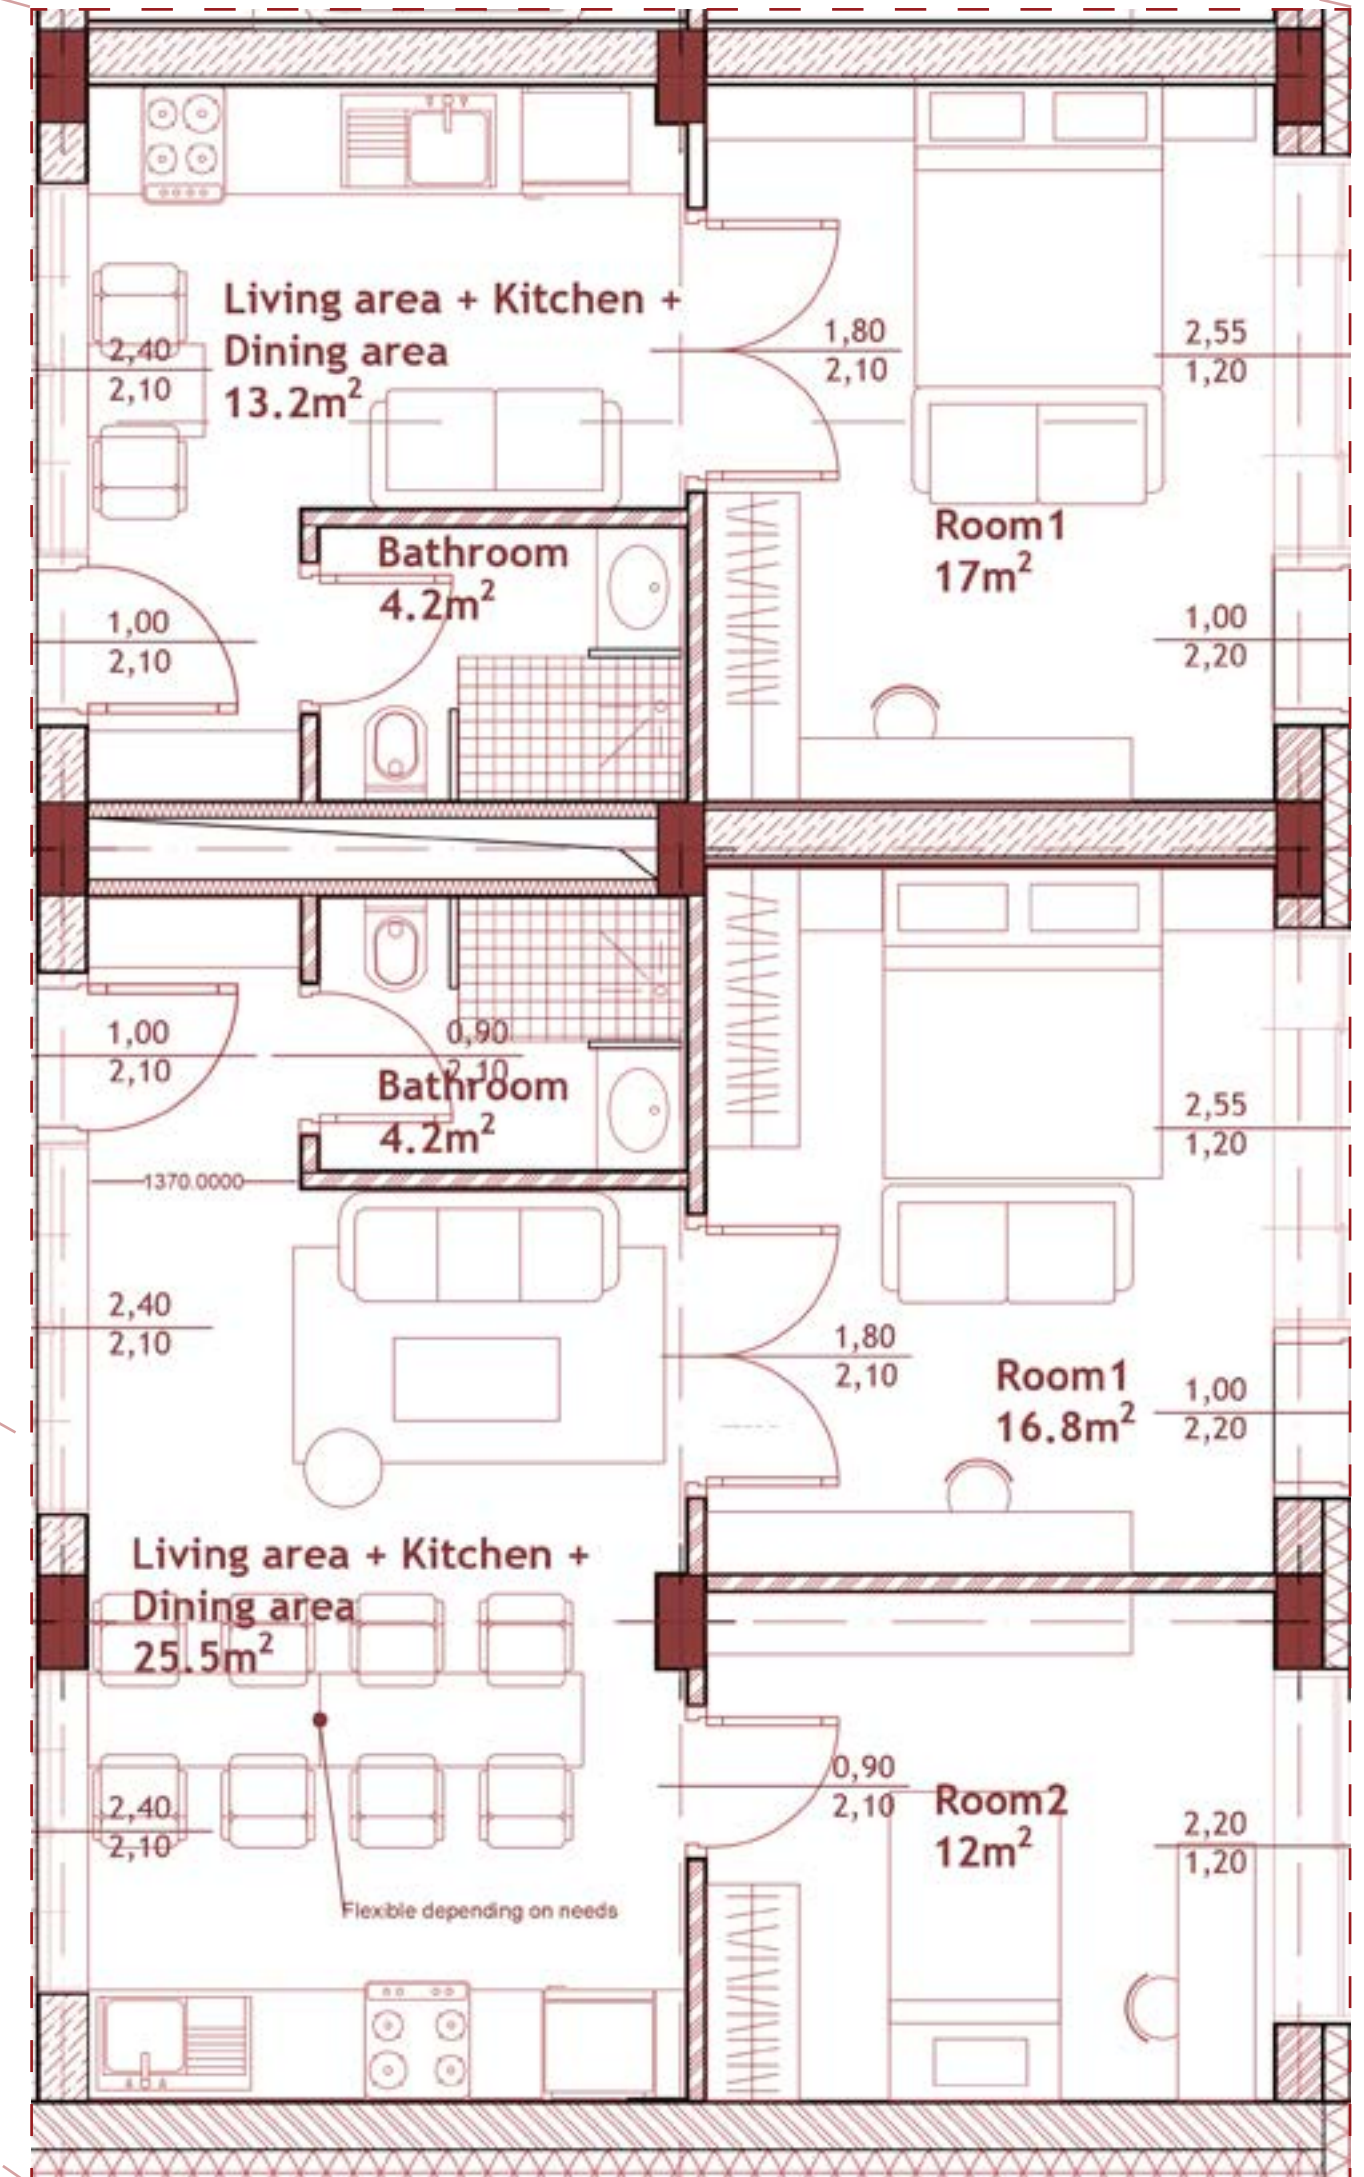 Living area + Kitchen +
Dining area
13.2m²
2,40
2,10
1,80
2,10
2,55
1,20
Room1
17m²
Bathroom
4.2m²
1,00
2,10
1,00
2,20
1,00
2,10
0,90
2,10
Bathroom
4.2m²
2,55
1,20
1370.0000
2,40
2,10
1,80
2,10
Room1
16.8m²
1,00
2,20
Living area + Kitchen +
Dining area
25.5m²
0,90
2,10
Room2
12m²
2,40
2,10
2,20
1,20
Flexible depending on needs